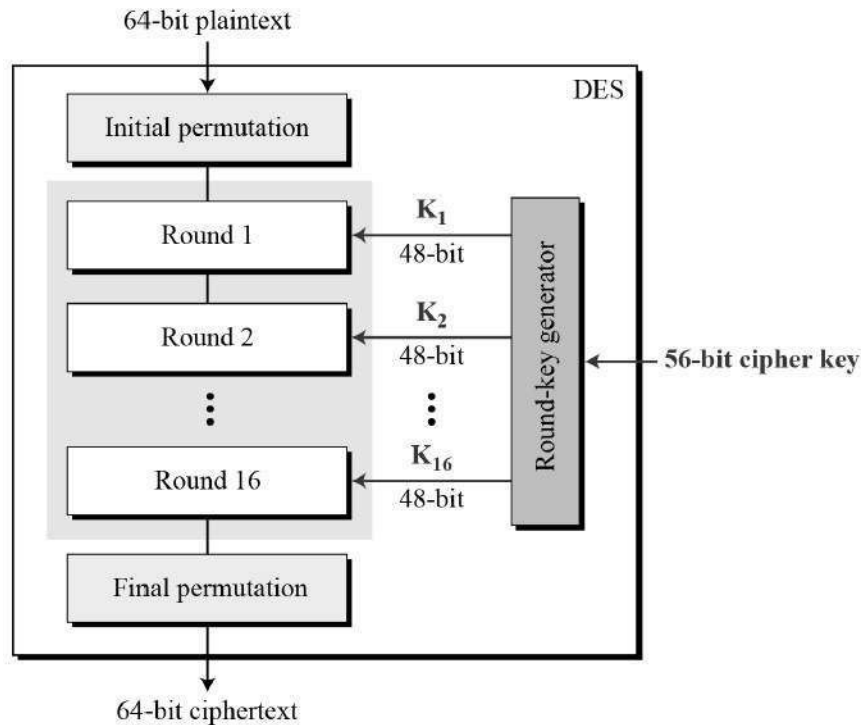 64-bit plaintext
DES
Initial permutation
Round 1
K1
48-bit
Round 2
K2
48-bit
Round-key generator
56-bit cipher key
Round 16
K16
48-bit
Final permutation
64-bit ciphertext